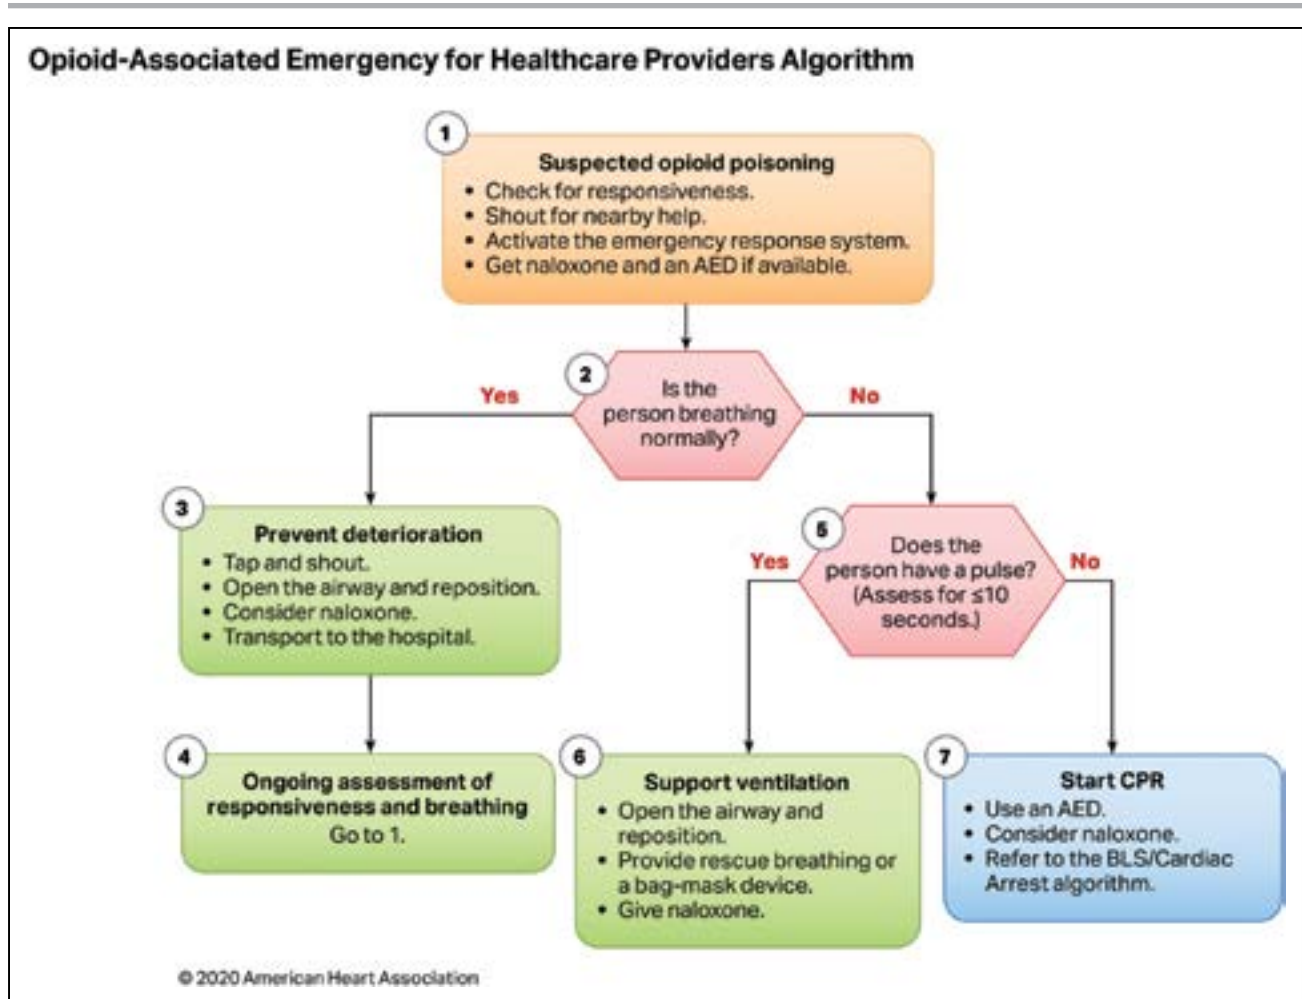 Opioid-Associated Emergency for Healthcare Providers Algorithm
1
Suspected opioid poisoning
• Check for responsiveness.
• Shout for nearby help.
• Activate the emergency response system.
• Get naloxone and an AED if available.
2
Is the
person breathing
normally?
Yes
No
3
Prevent deterioration
• Tap and shout.
• Open the airway and reposition.
• Consider naloxone.
• Transport to the hospital.
5
Does the
person have a pulse?
(Assess for ≤10
seconds.)
Yes
No
4
Ongoing assessment of
responsiveness and breathing
Go to 1.
6
Support ventilation
• Open the airway and
reposition.
• Provide rescue breathing or
a bag-mask device.
• Give naloxone.
7
Start CPR
• Use an AED.
• Consider naloxone.
• Refer to the BLS/Cardiac
Arrest algorithm.
© 2020 American Heart Association